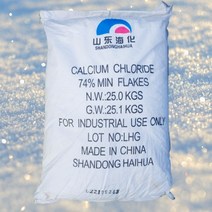 山东海化
SHANDONGHAIHUA
CALCIUM CHLORIDE
74% MIN FLAKES
N.W:25.0 KGS
G.W:25.1 KGS
FOR INDUSTRIAL USE ONLY
LOT NO:LHG
MADE IN CHINA
SHANDONG HAIHUA